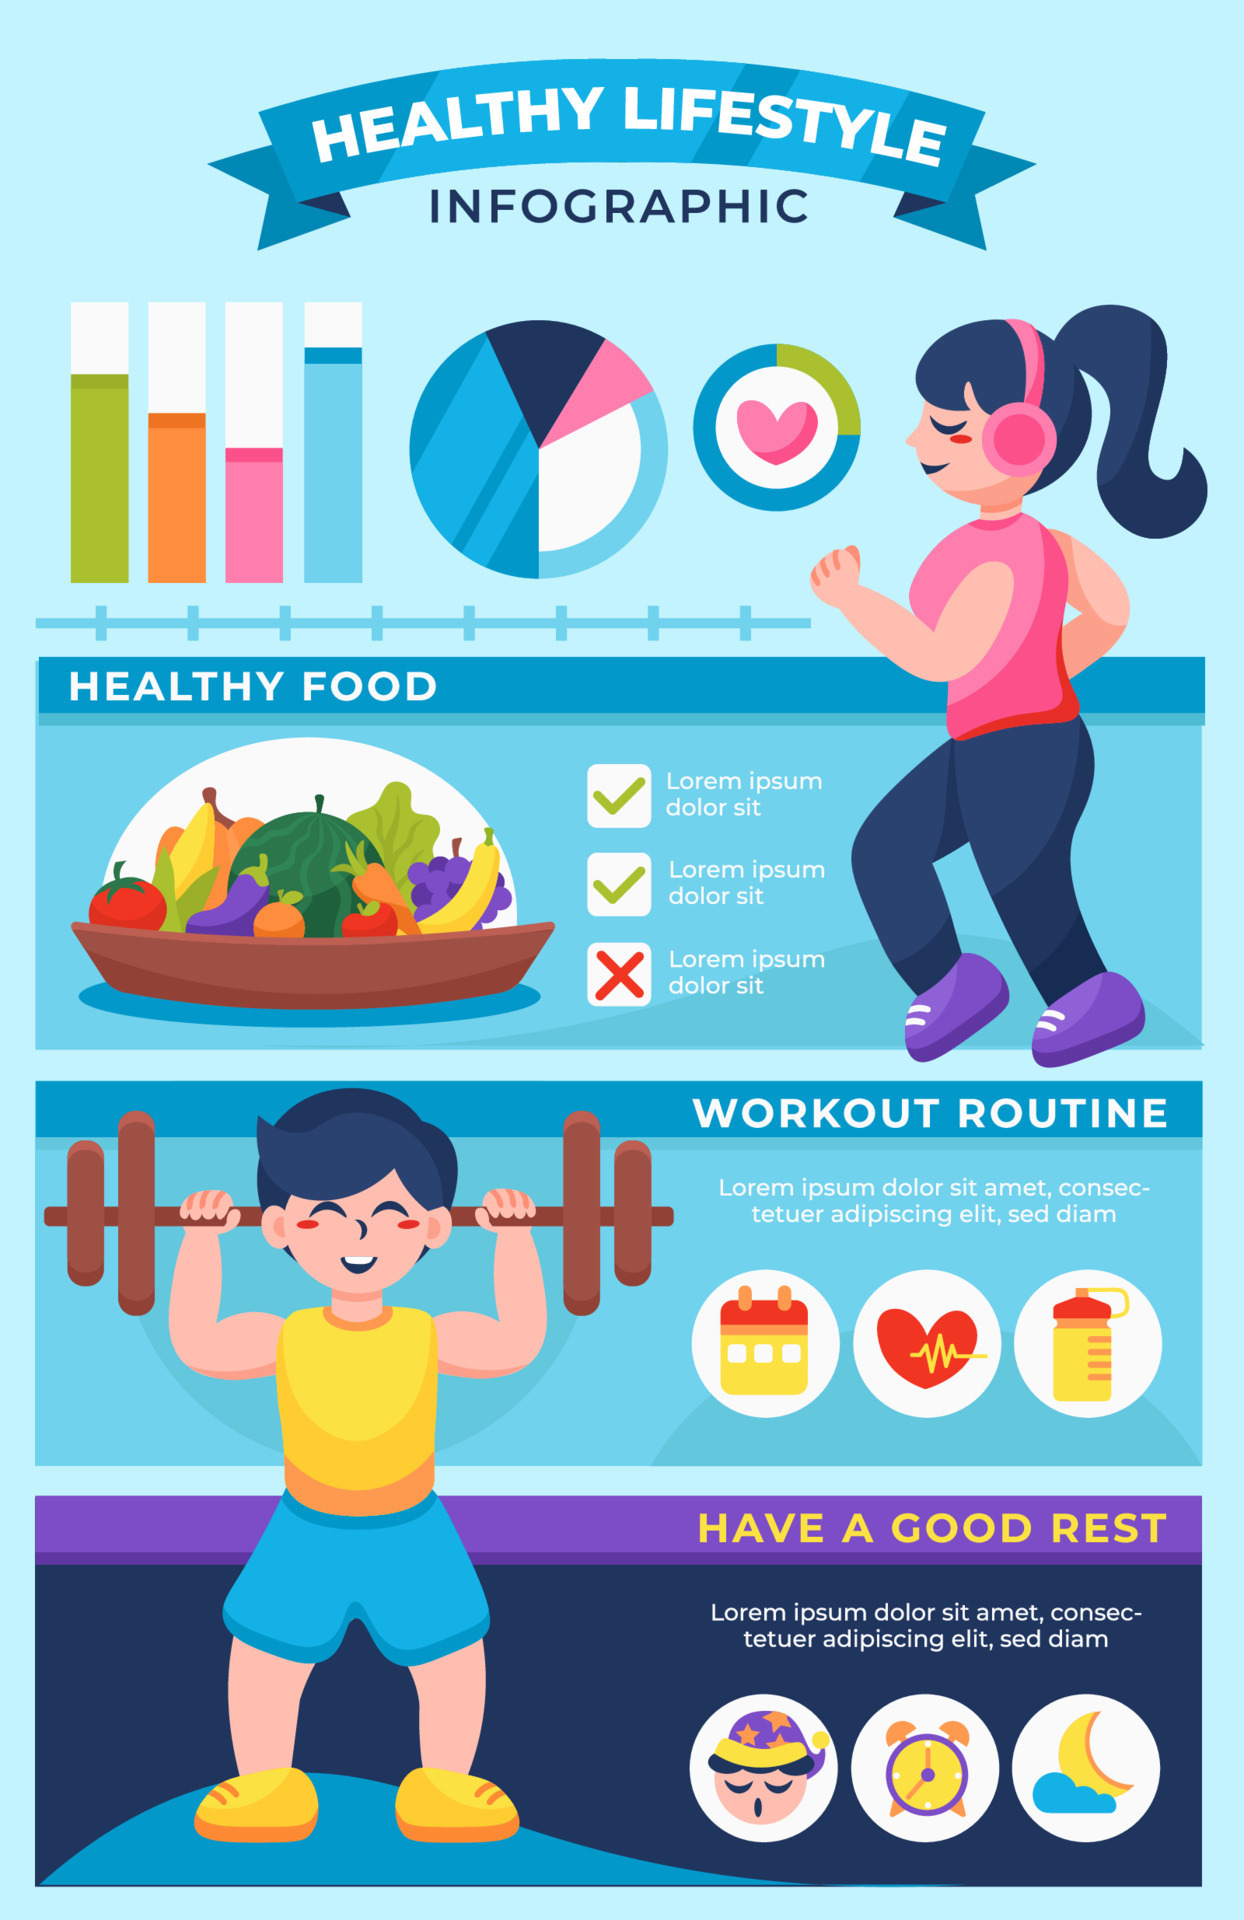 HEALTHY LIFESTYLE
INFOGRAPHIC
HEALTHY FOOD
Lorem ipsum
dolor sit
Lorem ipsum
dolor sit
Lorem ipsum
dolor sit
WORKOUT ROUTINE
Lorem ipsum dolor sit amet, consec-
tetuer adipiscing elit, sed diam
HAVE A GOOD REST
Lorem ipsum dolor sit amet, consec-
tetuer adipiscing elit, sed diam